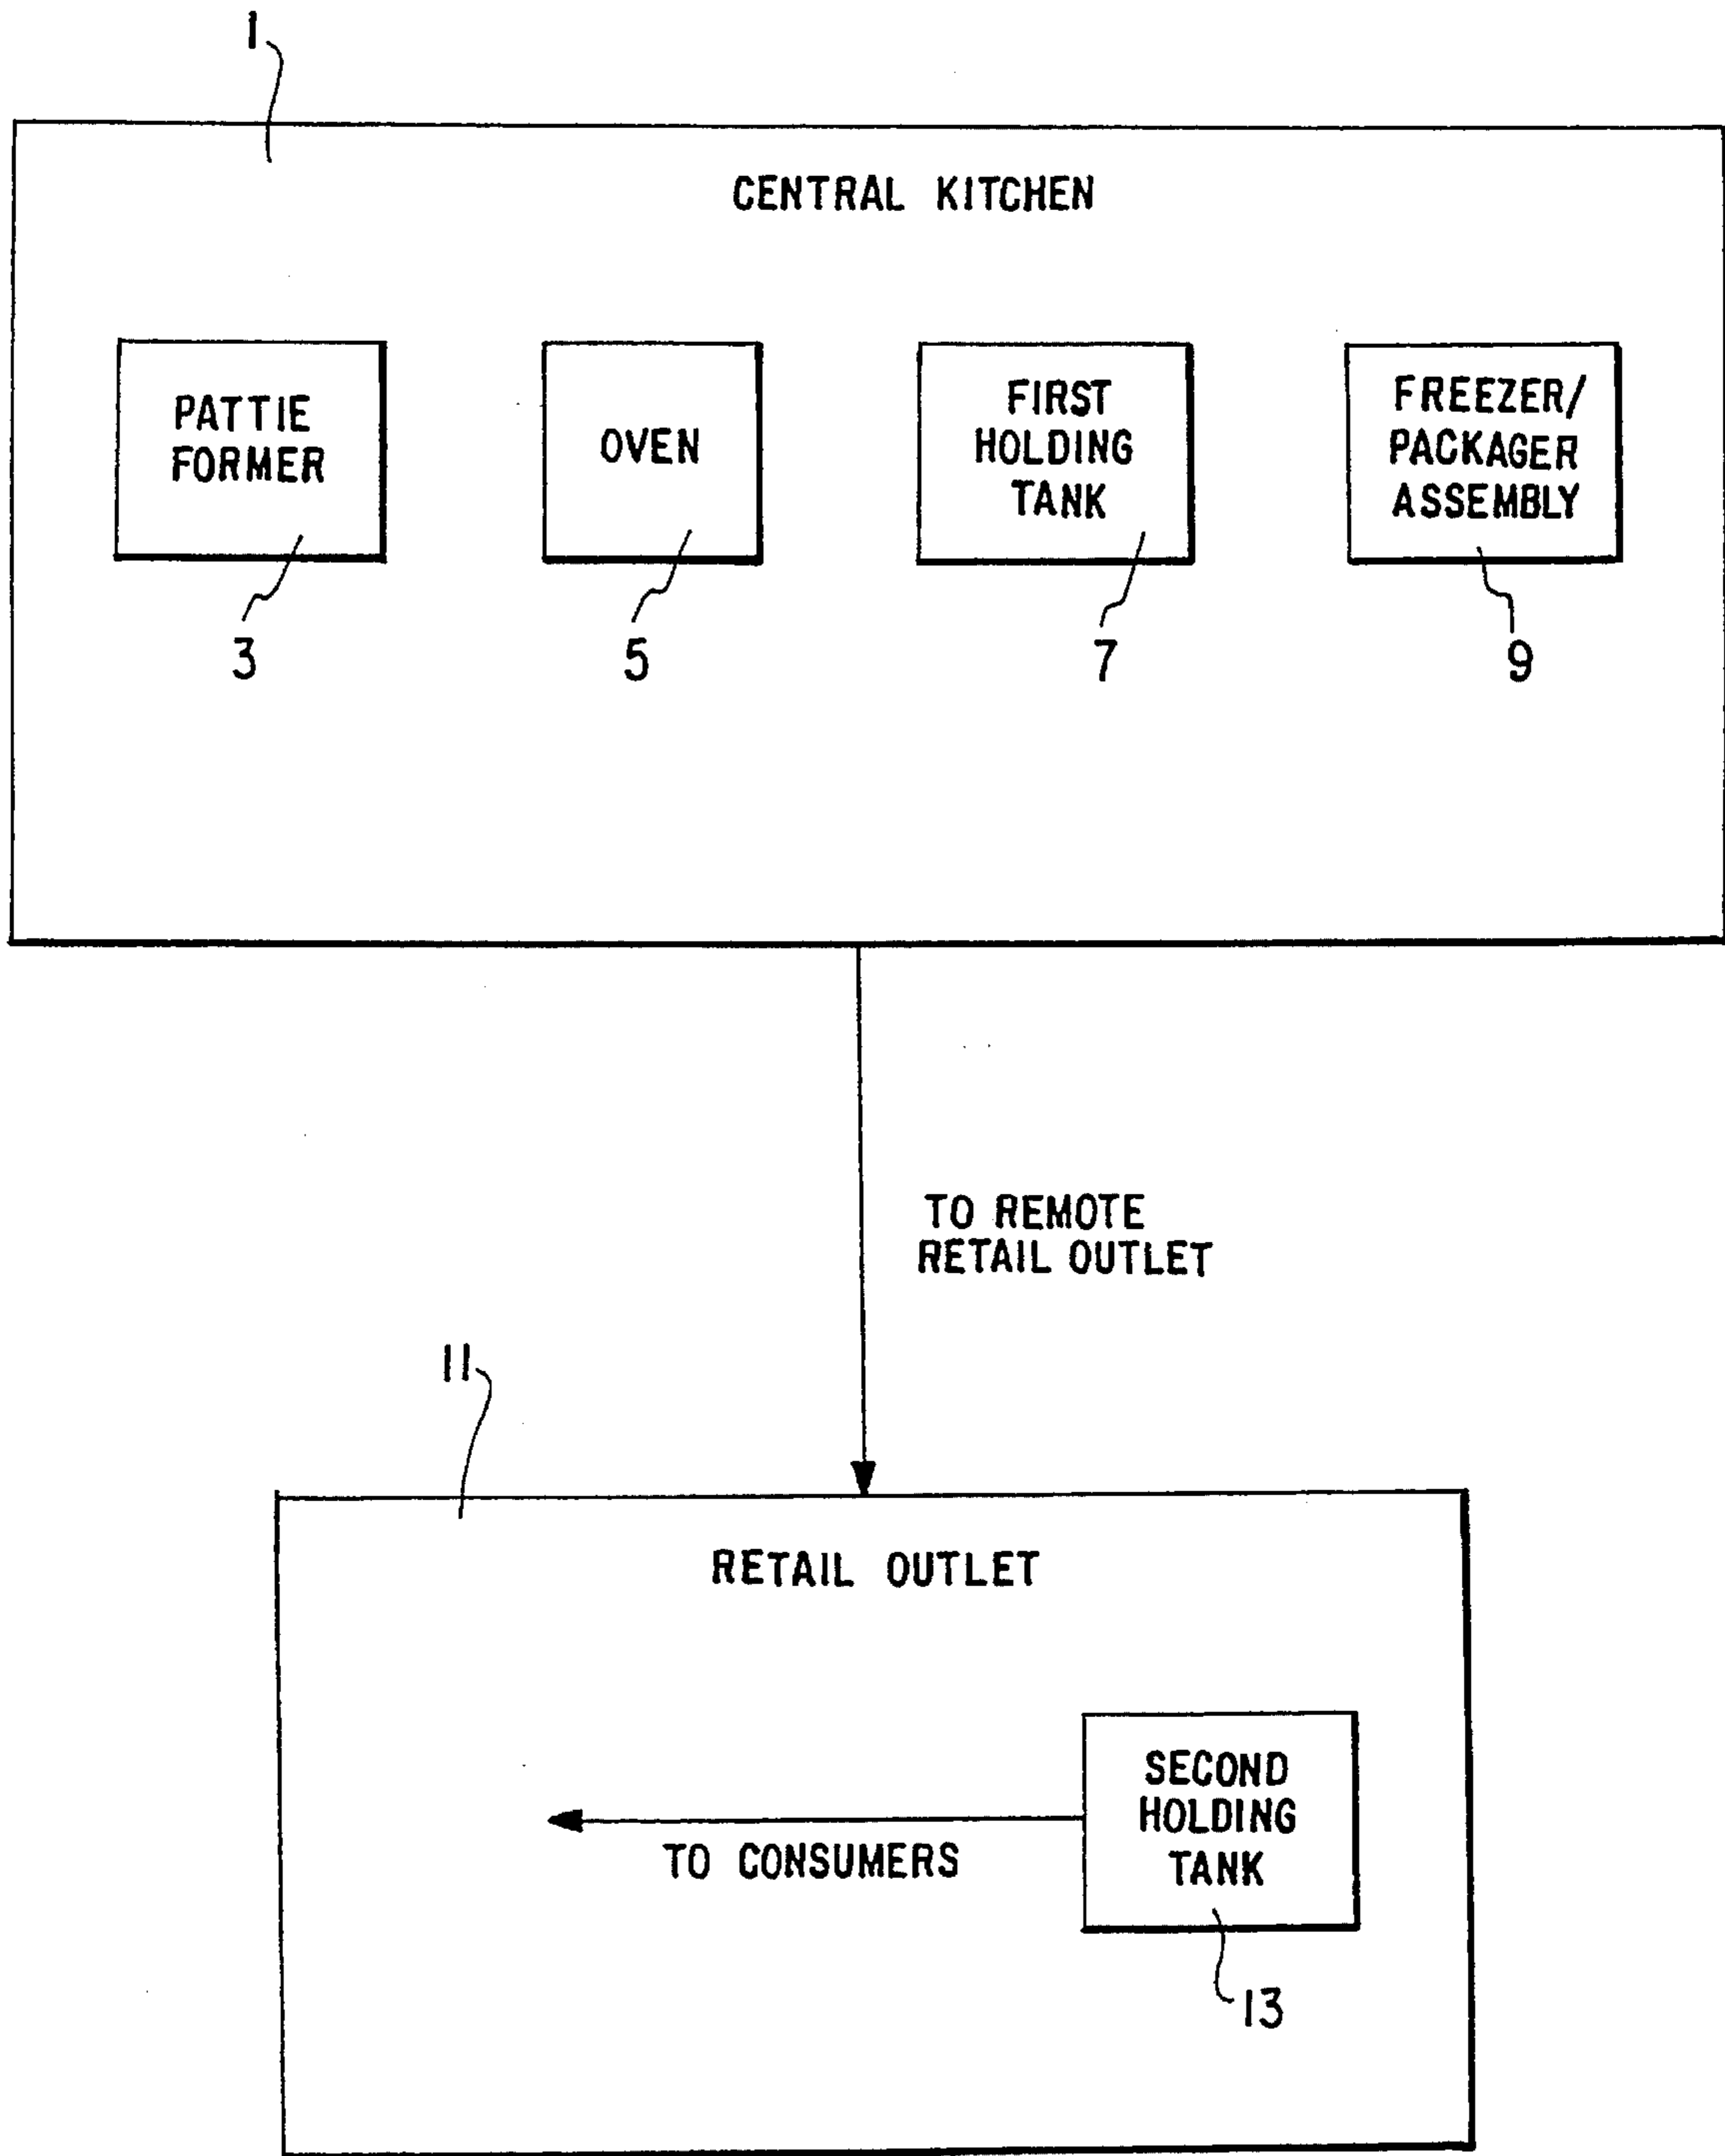 1
CENTRAL KITCHEN
PATTIE
FORMER
OVEN
FIRST
HOLDING
TANK
FREEZER/
PACKAGER
ASSEMBLY
3
5
7
9
TO REMOTE
RETAIL OUTLET
11
RETAIL OUTLET
SECOND
HOLDING
TANK
TO CONSUMERS
13